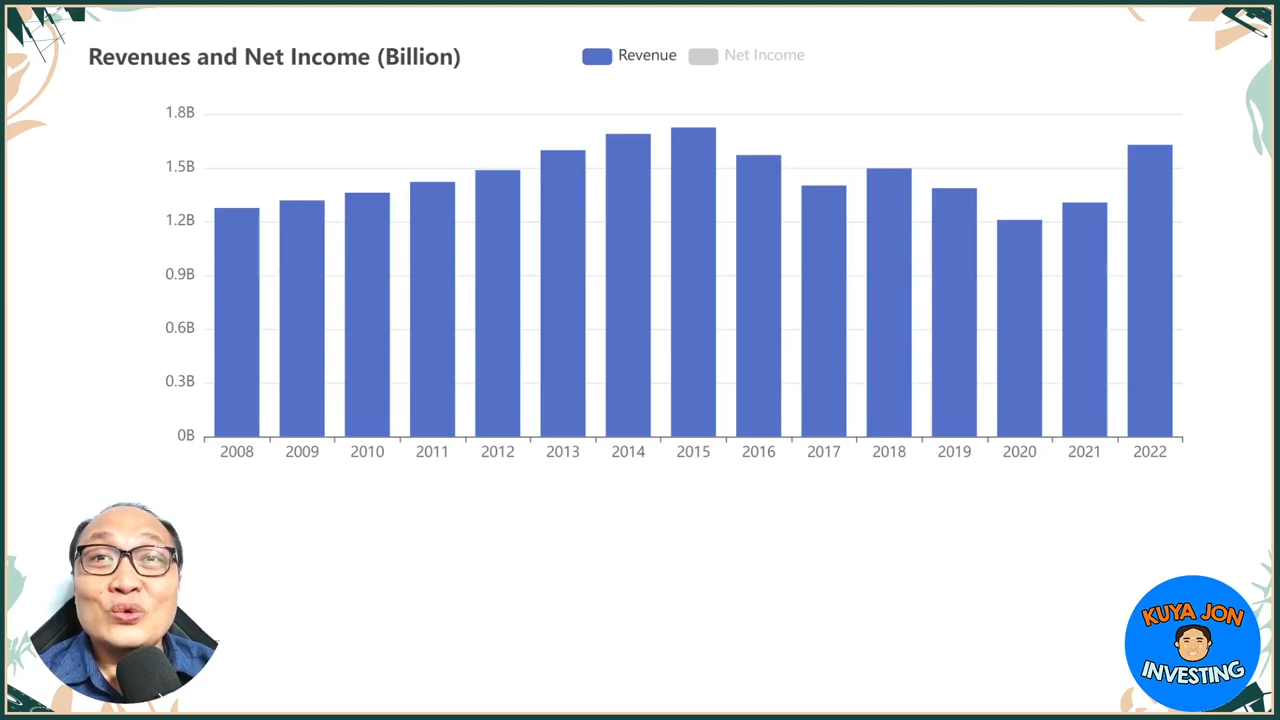 Revenues and Net Income (Billion)
Revenue
Net Income
1.8B
1.5B
1.2B
0.9B
0.6B
0.3B
0B
2008 2009 2010 2011 2012 2013 2014 2015 2016 2017 2018 2019 2020 2021 2022
KUYA JON
INVESTING